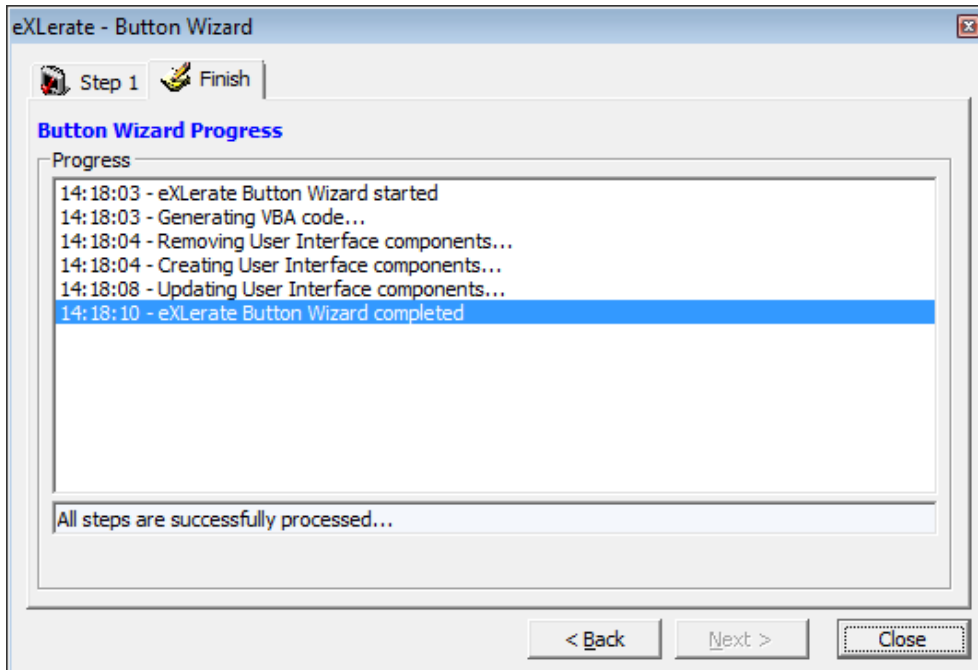 eXLerate - Button Wizard
Step 1
Finish
Button Wizard Progress
Progress
14:18:03 - eXLerate Button Wizard started
14:18:03 - Generating VBA code...
14:18:04 - Removing User Interface components...
14:18:04 - Creating User Interface components...
14:18:08 - Updating User Interface components...
14:18:10 - eXLerate Button Wizard completed
All steps are successfully processed...
< Back
Next >
Close